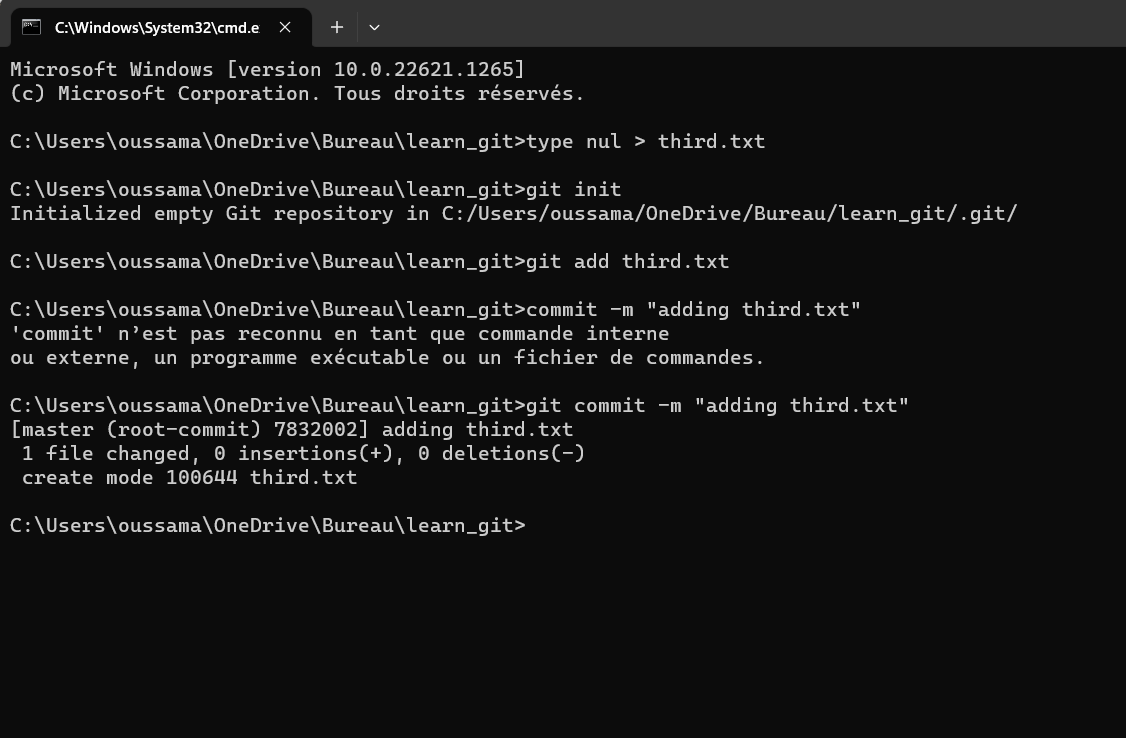 C:\Windows\System32\cmd.e
Microsoft Windows [version 10.0.22621.1265]
(c) Microsoft Corporation. Tous droits réservés.
C:\Users\oussama\OneDrive\Bureau\learn_git>type nul > third.txt
C:\Users\oussama\OneDrive\Bureau\learn_git>git init
Initialized empty Git repository in C:/Users/oussama/OneDrive/Bureau/learn_git/.git/
C:\Users\oussama\OneDrive\Bureau\learn_git>git add third.txt
C:\Users\oussama\OneDrive\Bureau\learn_git>commit -m "adding third.txt"
'commit' n’est pas reconnu en tant que commande interne
ou externe, un programme exécutable ou un fichier de commandes.
C:\Users\oussama\OneDrive\Bureau\learn_git>git commit -m "adding third.txt"
[master (root-commit) 7832002] adding third.txt
 1 file changed, 0 insertions(+), 0 deletions(-)
 create mode 100644 third.txt
C:\Users\oussama\OneDrive\Bureau\learn_git>